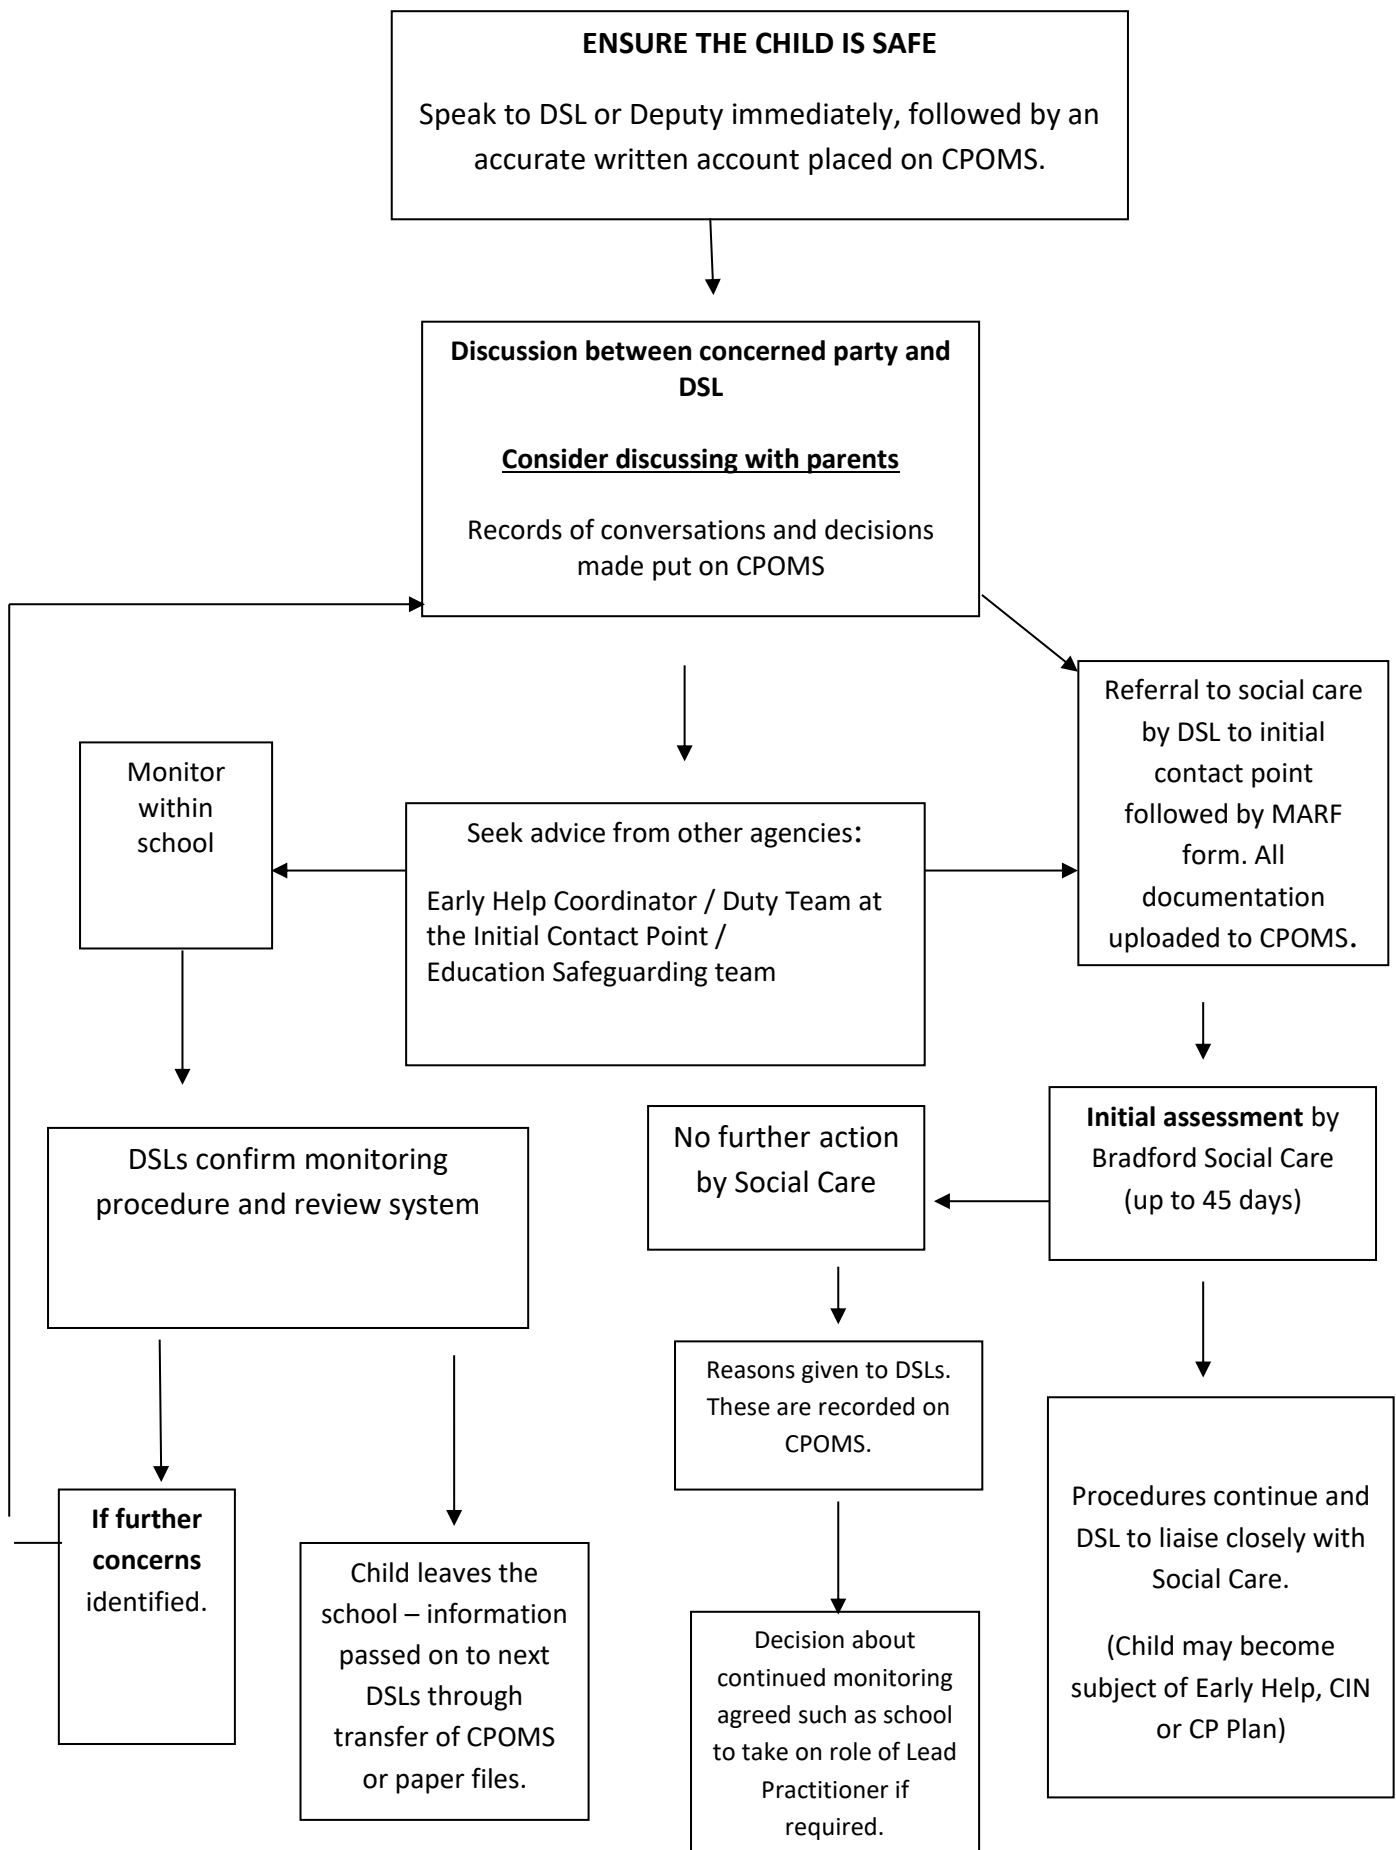 ENSURE THE CHILD IS SAFE
Speak to DSL or Deputy immediately, followed by an
accurate written account placed on CPOMS.
Discussion between concerned party and
DSL
Consider discussing with parents
Records of conversations and decisions
made put on CPOMS
Referral to social care
by DSL to initial
contact point
followed by MARF
form. All
documentation
uploaded to CPOMS.
Monitor
within
school
Seek advice from other agencies:
Early Help Coordinator / Duty Team at
the Initial Contact Point /
Education Safeguarding team
DSLs confirm monitoring
procedure and review system
No further action
by Social Care
Initial assessment by
Bradford Social Care
(up to 45 days)
Reasons given to DSLs.
These are recorded on
CPOMS.
Procedures continue and
DSL to liaise closely with
Social Care.
(Child may become
subject of Early Help, CIN
or CP Plan)
If further
concerns
identified.
Child leaves the
school – information
passed on to next
DSLs through
transfer of CPOMS
or paper files.
Decision about
continued monitoring
agreed such as school
to take on role of Lead
Practitioner if
required.